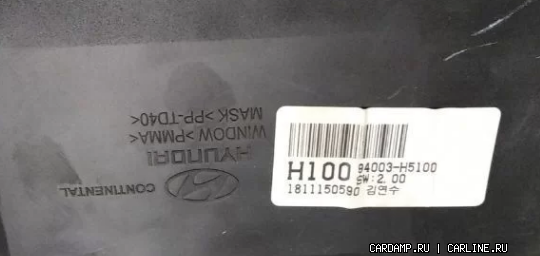 MASK >PP-TD40<
WINDOW >PMMA<
HYUNDAI
CONTINENTAL
H100 94003-H5100
SW:2.00
1811150590 김연수
CARDAMP.RU | CARLINE.RU